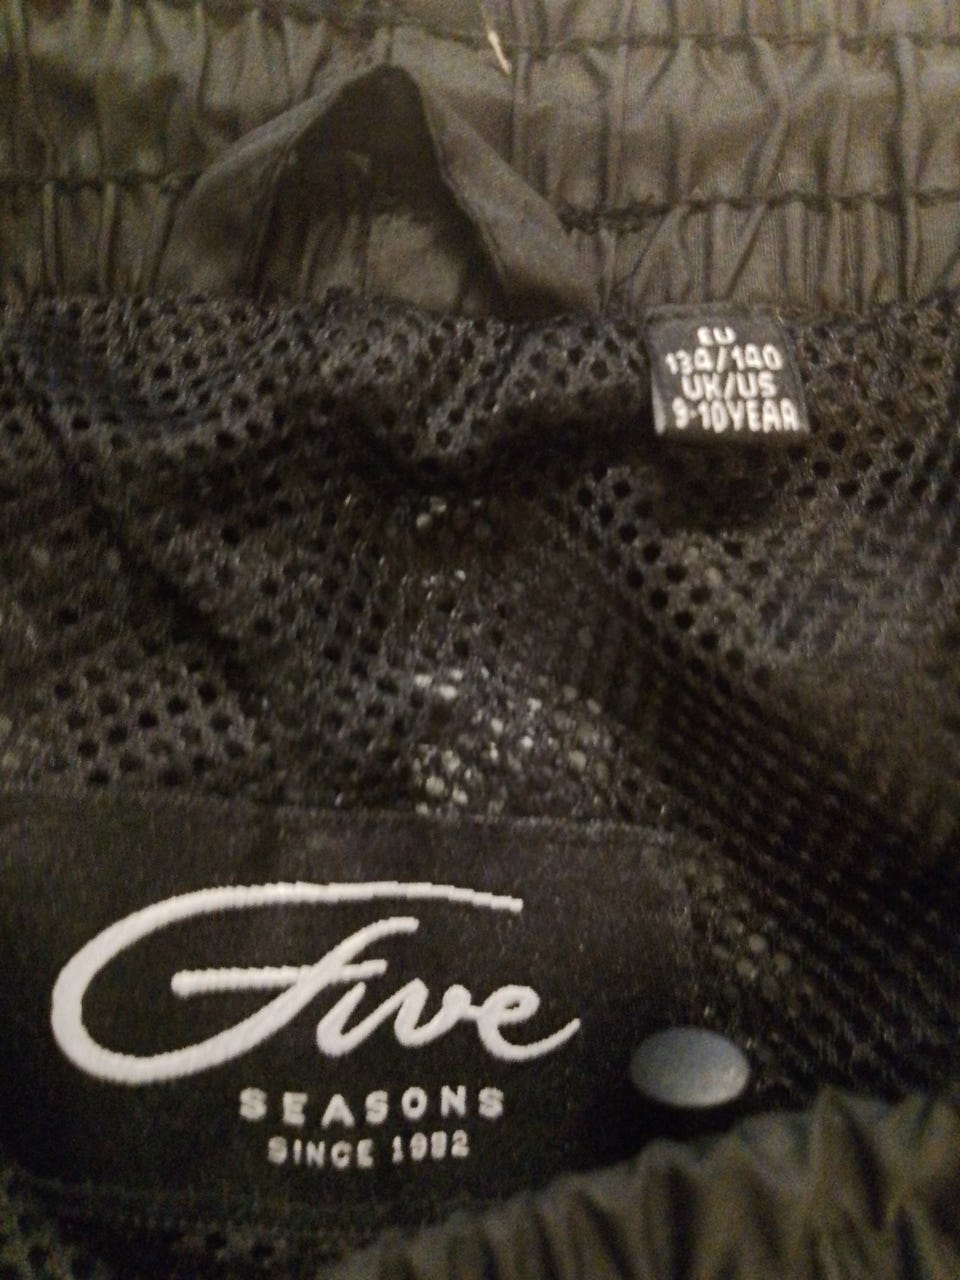 EU
134/140
UK/US
9-10YEAR
Five
SEASONS
SINCE 1982